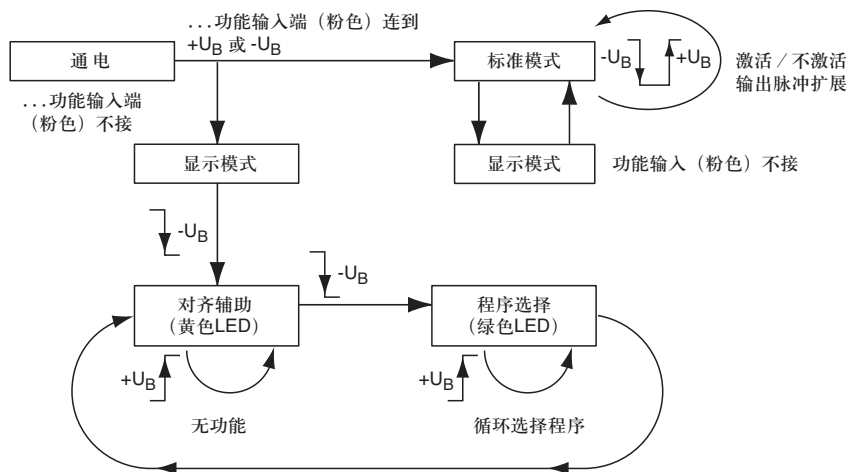 ...功能输入端（粉色）连到
+UB 或 -UB
通电
标准模式
-UB
+UB
激活 / 不激活
输出脉冲扩展
...功能输入端
（粉色）不接
显示模式
显示模式
功能输入（粉色）不接
-UB
-UB
对齐辅助
（黄色LED）
程序选择
（绿色LED）
+UB
+UB
无功能
循环选择程序